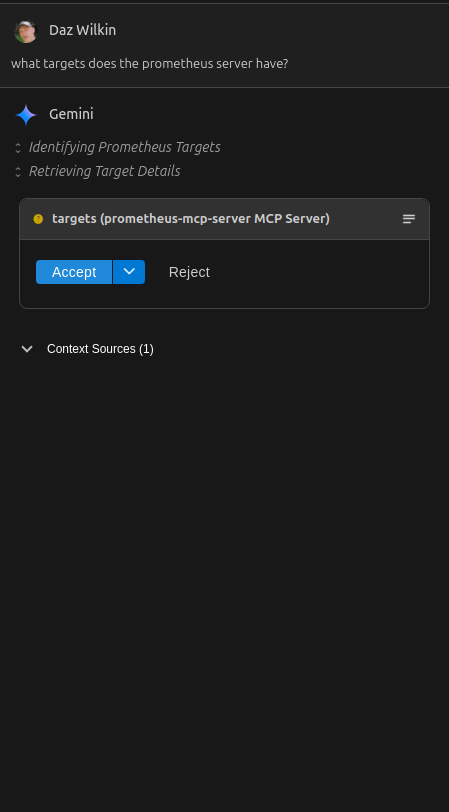 Daz Wilkin
what targets does the prometheus server have?
Gemini
Identifying Prometheus Targets
Retrieving Target Details
targets (prometheus-mcp-server MCP Server)
Accept
Reject
Context Sources (1)